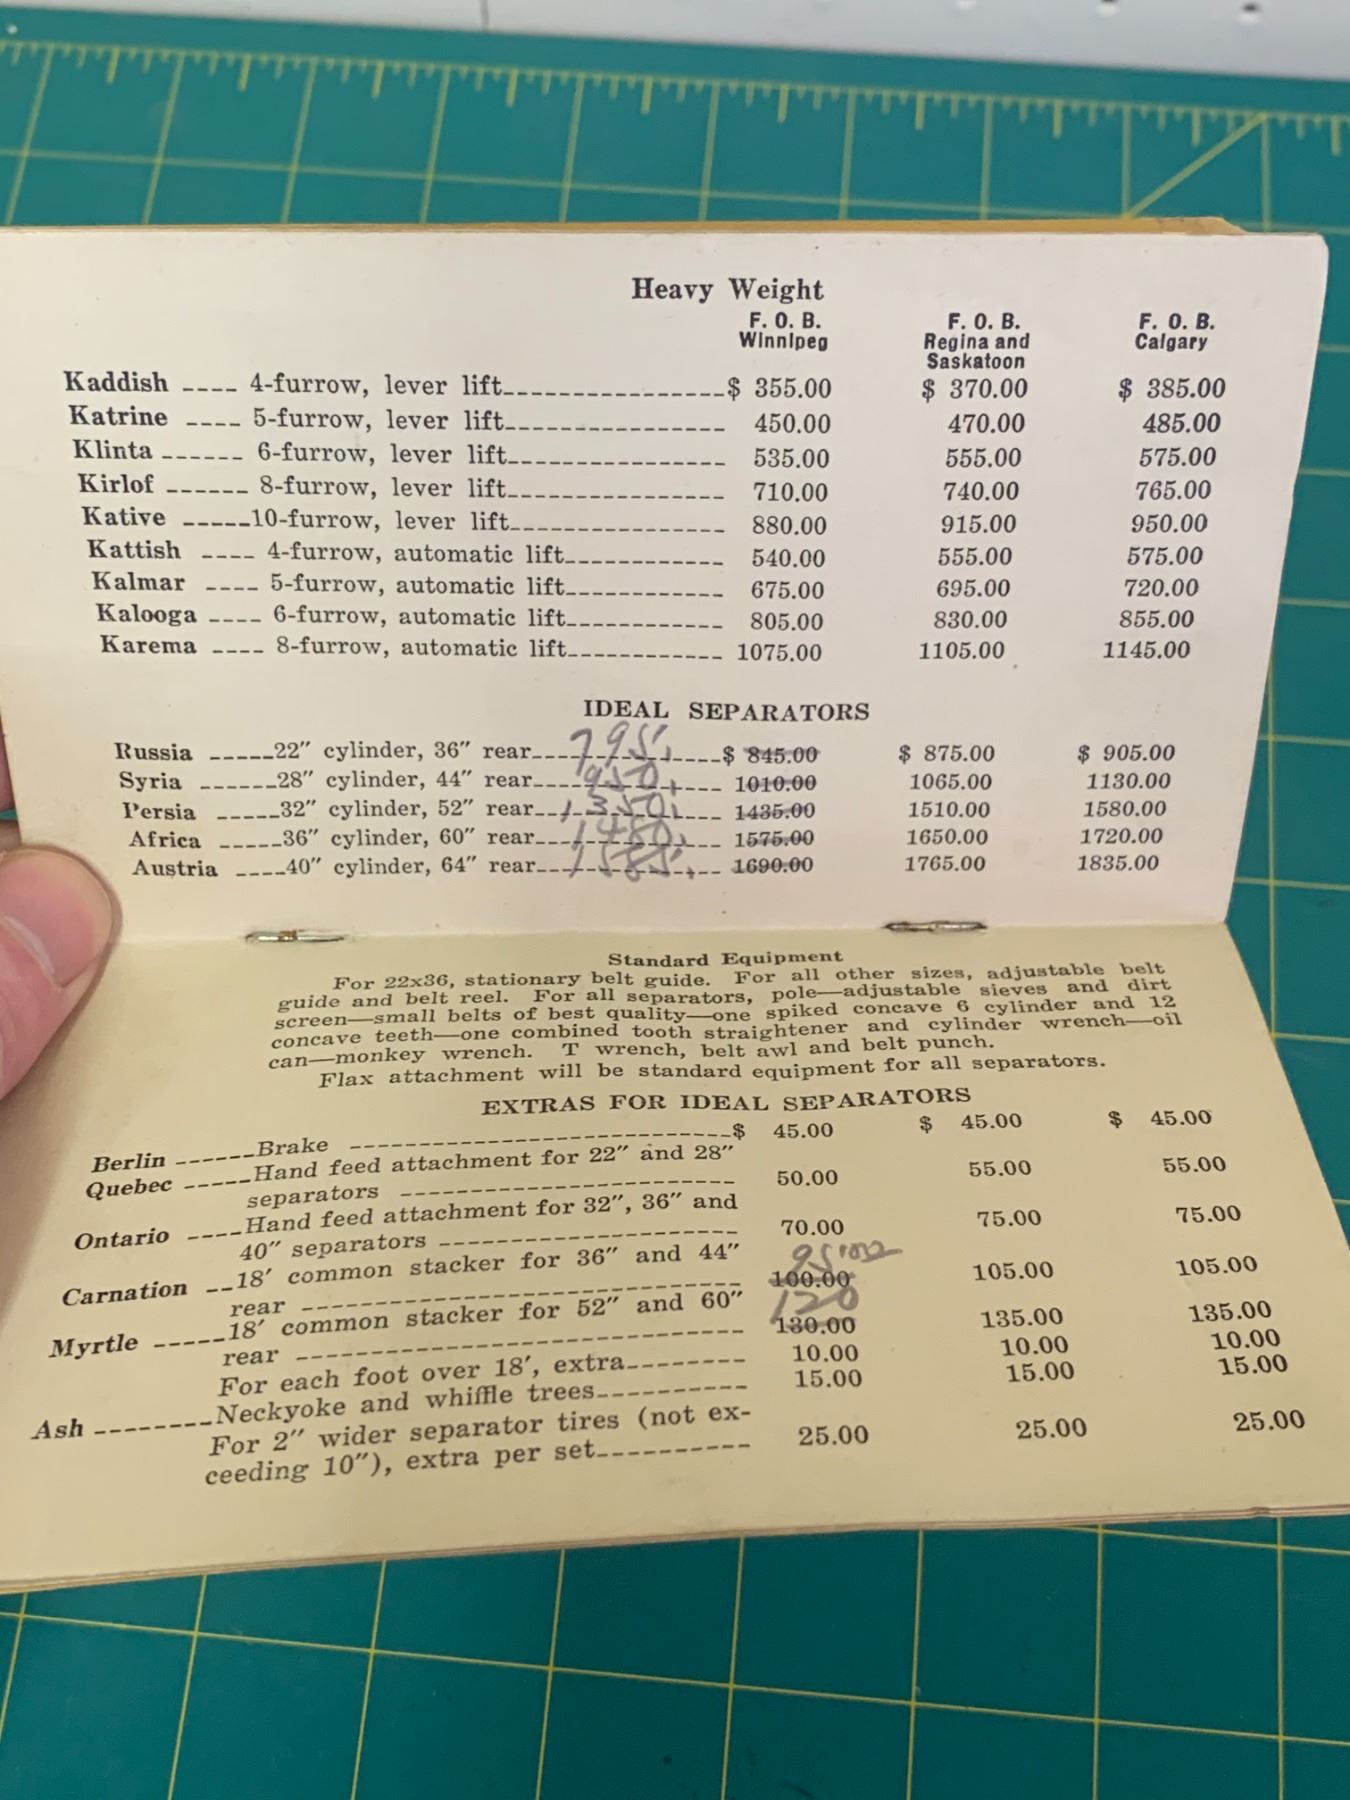 Heavy Weight
F. O. B. Winnipeg F. O. B. Regina and Saskatoon F. O. B. Calgary
Kaddish ---- 4-furrow, lever lift---------------$ 355.00 $ 370.00 $ 385.00
Katrine ---- 5-furrow, lever lift---------------- 450.00 470.00 485.00
Klinta ------ 6-furrow, lever lift---------------- 535.00 555.00 575.00
Kirlof ------ 8-furrow, lever lift---------------- 710.00 740.00 765.00
Kative -----10-furrow, lever lift---------------- 880.00 915.00 950.00
Kattish ---- 4-furrow, automatic lift------------ 540.00 555.00 575.00
Kalmar ---- 5-furrow, automatic lift------------ 675.00 695.00 720.00
Kalooga ---- 6-furrow, automatic lift------------ 805.00 830.00 855.00
Karema ---- 8-furrow, automatic lift------------ 1075.00 1105.00 1145.00
IDEAL SEPARATORS
Russia -----22" cylinder, 36" rear---- 795. ----$ 845.00 $ 875.00 $ 905.00
Syria ------28" cylinder, 44" rear---- 950. ---- 1010.00 1065.00 1130.00
Persia -----32" cylinder, 52" rear---- 1350. ---- 1435.00 1510.00 1580.00
Africa -----36" cylinder, 60" rear---- 1480. ---- 1575.00 1650.00 1720.00
Austria ----40" cylinder, 64" rear---- 1585. ---- 1690.00 1765.00 1835.00
Standard Equipment
For 22x36, stationary belt guide. For all other sizes, adjustable belt
guide and belt reel. For all separators, pole—adjustable sieves and dirt
screen—small belts of best quality—one spiked concave 6 cylinder and 12
concave teeth—one combined tooth straightener and cylinder wrench—oil
can—monkey wrench. T wrench, belt awl and belt punch.
Flax attachment will be standard equipment for all separators.
EXTRAS FOR IDEAL SEPARATORS
Berlin ------Brake ---------------------------$ 45.00 $ 45.00 $ 45.00
Quebec -----Hand feed attachment for 22" and 28"
separators ------------------------ 50.00 55.00 55.00
Ontario ----Hand feed attachment for 32", 36" and
40" separators --------------------- 70.00 75.00 75.00
Carnation --18' common stacker for 36" and 44"
95.00
rear ------------------------------- 100.00 105.00 105.00
Myrtle -----18' common stacker for 52" and 60"
120
rear ------------------------------- 130.00 135.00 135.00
For each foot over 18', extra-------- 10.00 10.00 10.00
Ash --------Neckyoke and whiffle trees---------- 15.00 15.00 15.00
For 2" wider separator tires (not ex-
ceeding 10"), extra per set---------- 25.00 25.00 25.00